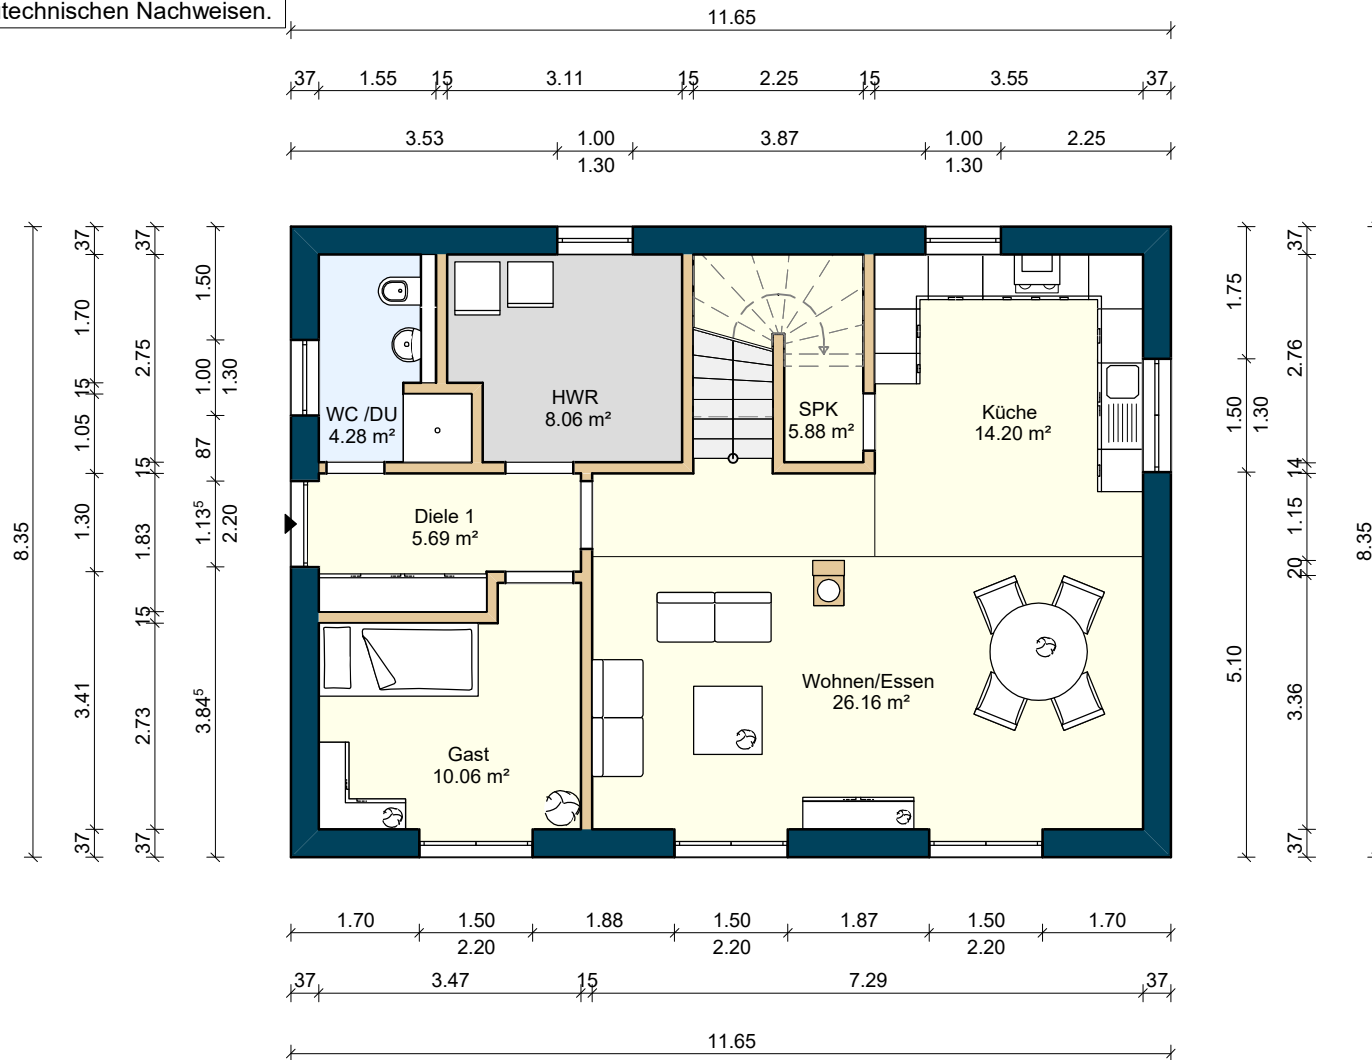 technischen Nachweisen.
11.65
37 1.55 15 3.11 15 2.25 15 3.55 37
3.53 1.00 3.87 1.00 2.25
1.30 1.30
8.35
37 1.70 15 1.05 1.30 3.41 37
37 2.75 15 1.83 15 2.73 37
1.50 1.00 87 1.13⁵ 3.84⁵
1.30 2.20
WC /DU
4.28 m²
HWR
8.06 m²
SPK
5.88 m²
Küche
14.20 m²
Diele 1
5.69 m²
Wohnen/Essen
26.16 m²
Gast
10.06 m²
1.75 1.50 5.10
1.30
37 2.76 14 1.15 20 3.36 37
8.35
1.70 1.50 1.88 1.50 1.87 1.50 1.70
2.20 2.20 2.20
37 3.47 15 7.29 37
11.65